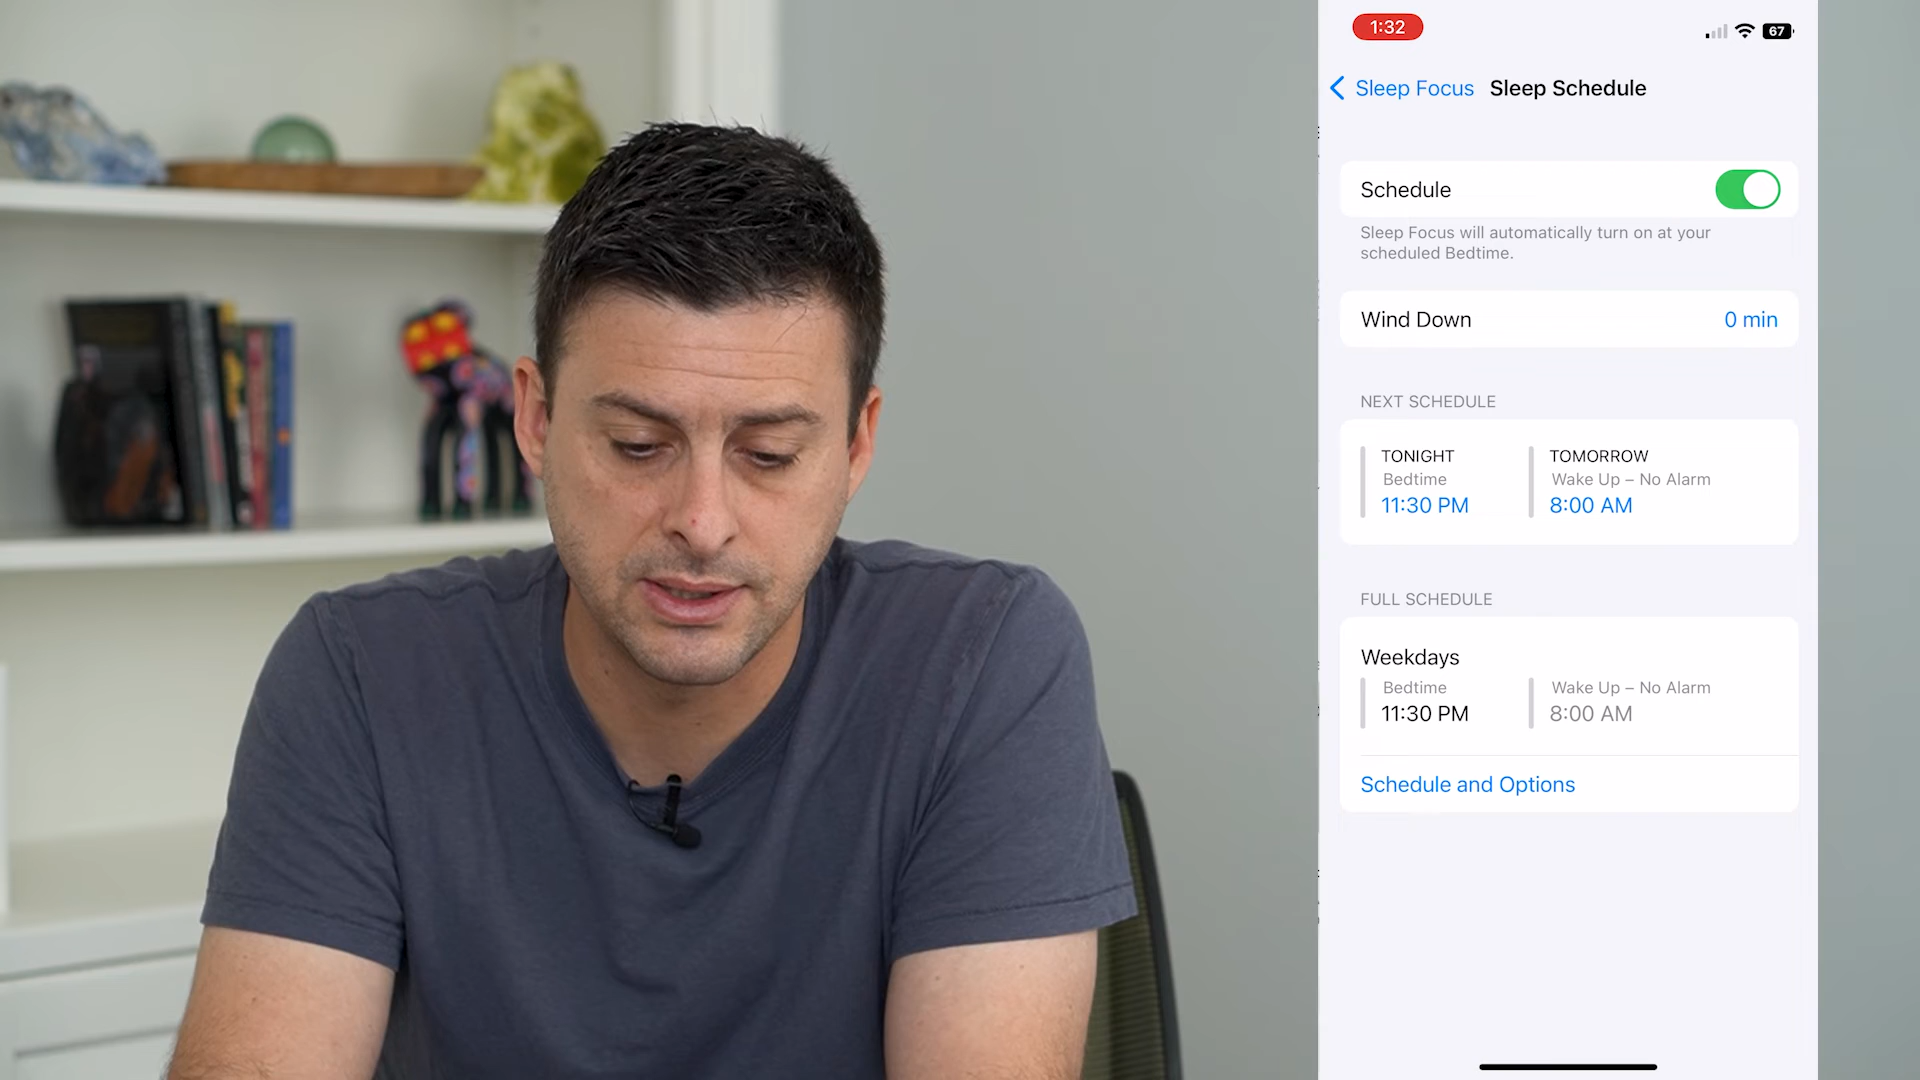 1:32
67
Sleep Focus Sleep Schedule
Schedule
Sleep Focus will automatically turn on at your
scheduled Bedtime.
Wind Down 0 min
NEXT SCHEDULE
TONIGHT TOMORROW
Bedtime Wake Up – No Alarm
11:30 PM 8:00 AM
FULL SCHEDULE
Weekdays
Bedtime Wake Up – No Alarm
11:30 PM 8:00 AM
Schedule and Options